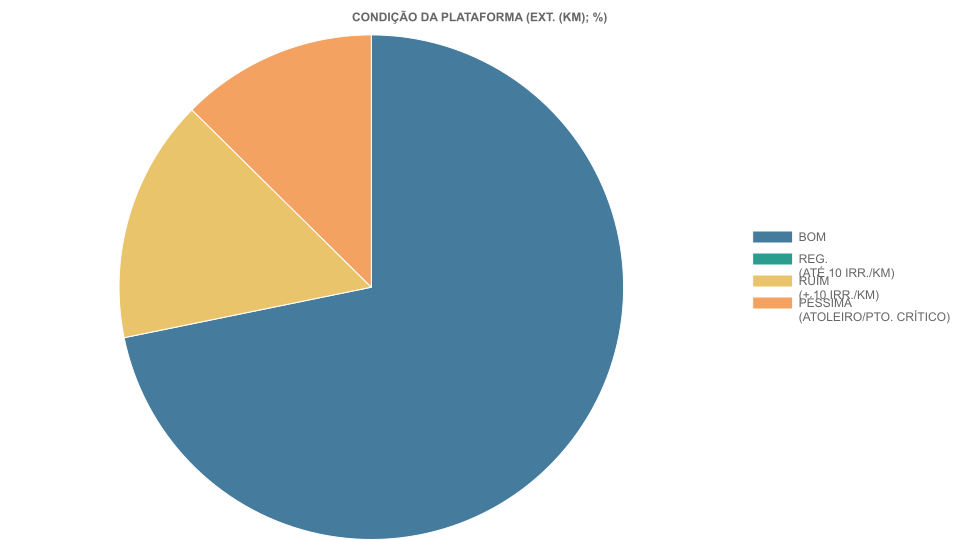 CONDIÇÃO DA PLATAFORMA (EXT. (KM); %)
BOM
REG.
(ATÉ 10 IRR./KM)
RUIM
(+ 10 IRR./KM)
PÉSSIMA
(ATOLEIRO/PTO. CRÍTICO)